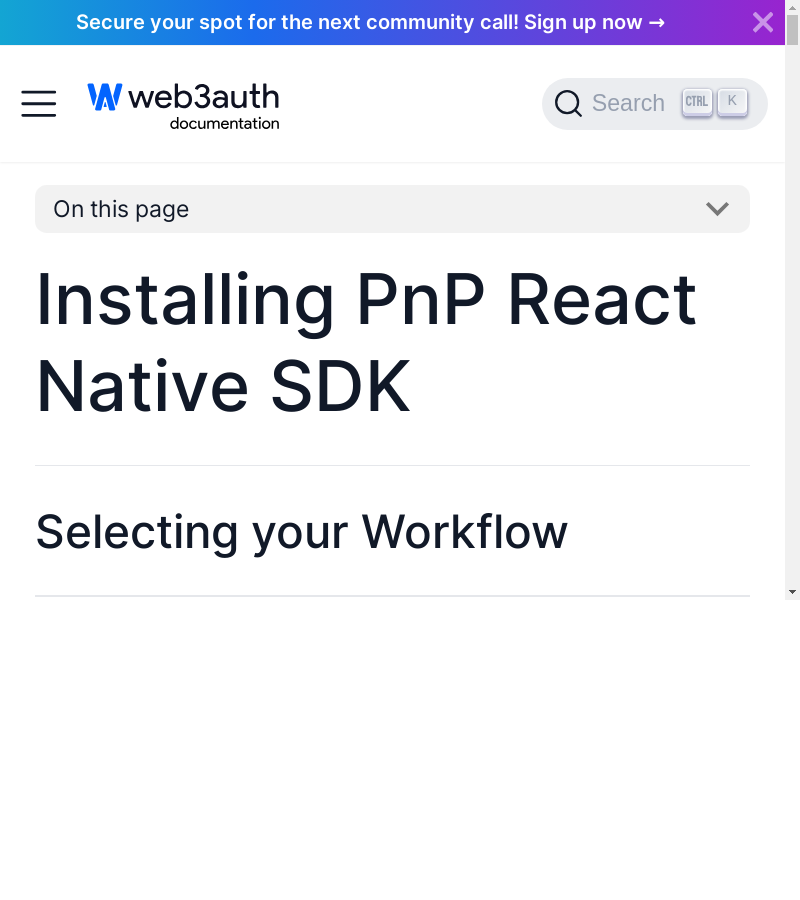 Secure your spot for the next community call! Sign up now →
web3auth
documentation
Search CTRL K
On this page
Installing PnP React
Native SDK
Selecting your Workflow